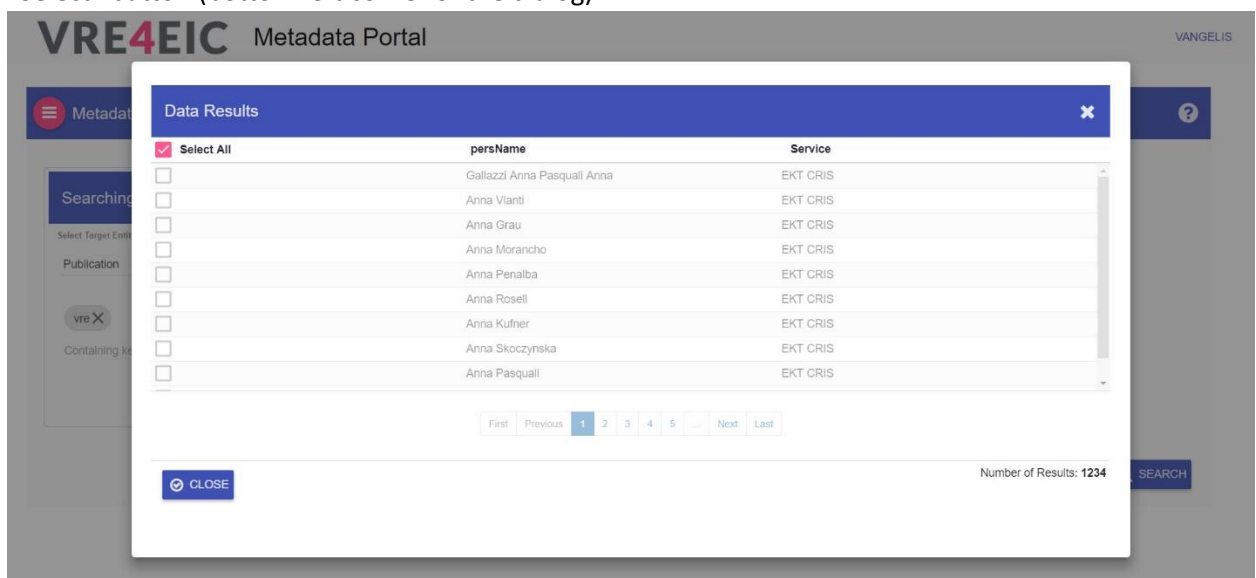 VRE4EIC Metadata Portal
VANGELIS
Metadat
Data Results
Searching
Select Target Entit
Publication
vre
Containing ke
Select All persName Service
Gallazzi Anna Pasquali Anna EKT CRIS
Anna Vlanti EKT CRIS
Anna Grau EKT CRIS
Anna Morancho EKT CRIS
Anna Penalba EKT CRIS
Anna Rosell EKT CRIS
Anna Kufner EKT CRIS
Anna Skoczynska EKT CRIS
Anna Pasquali EKT CRIS
First Previous 1 2 3 4 5 ... Next Last
CLOSE
Number of Results: 1234
SEARCH